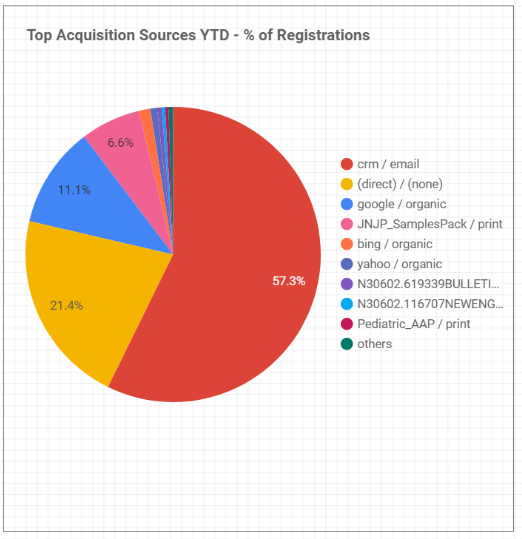 Top Acquisition Sources YTD - % of Registrations
6.6%
11.1%
57.3%
21.4%
crm / email
(direct) / (none)
google / organic
JNJP_SamplesPack / print
bing / organic
yahoo / organic
N30602.619339BULLETI...
N30602.116707NEWENG...
Pediatric_AAP / print
others